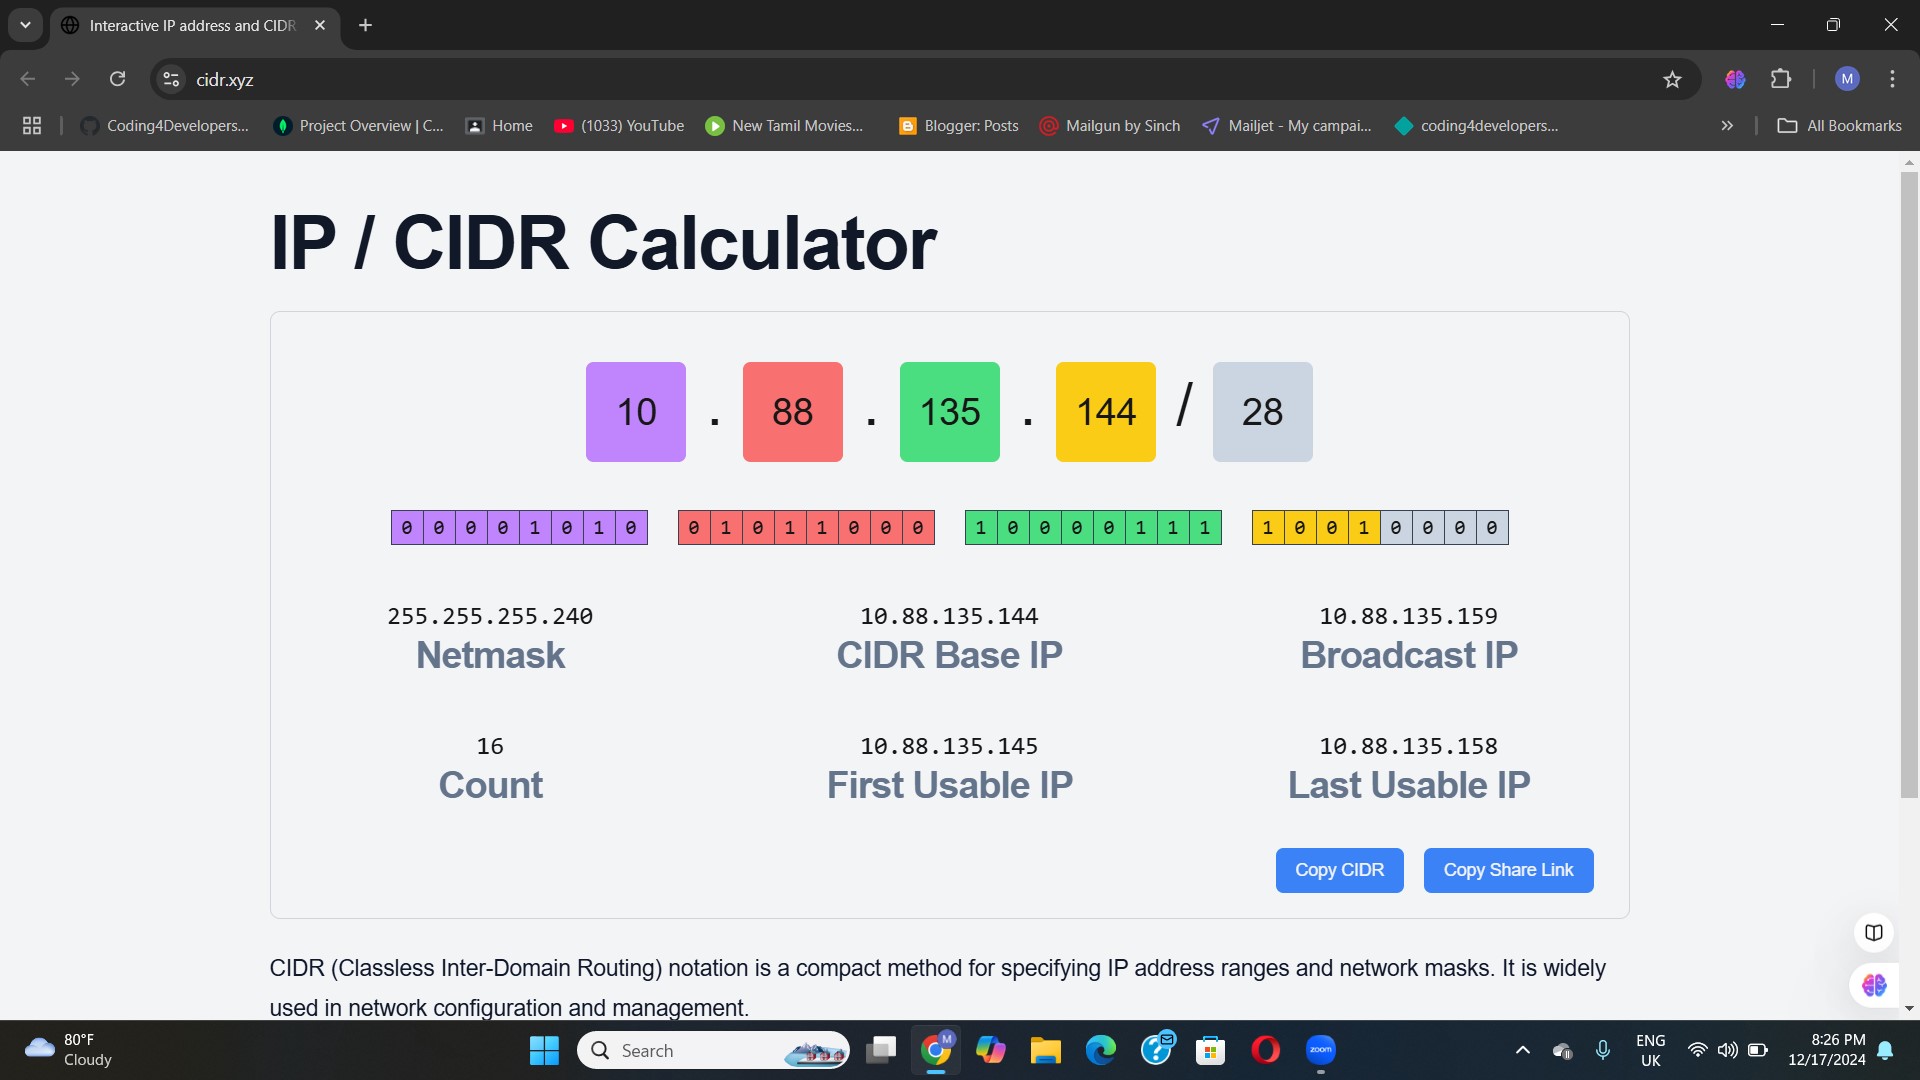 Interactive IP address and CIDR
cidr.xyz
M
Coding4Developers...
Project Overview | C...
Home
(1033) YouTube
New Tamil Movies...
Blogger: Posts
Mailgun by Sinch
Mailjet - My campai...
coding4developers...
All Bookmarks
IP / CIDR Calculator
10 . 88 . 135 . 144 / 28
0 0 0 0 1 0 1 0 0 1 0 1 1 0 0 0 1 0 0 0 0 1 1 1 1 0 0 1 0 0 0 0
255.255.255.240
Netmask
10.88.135.144
CIDR Base IP
10.88.135.159
Broadcast IP
16
Count
10.88.135.145
First Usable IP
10.88.135.158
Last Usable IP
Copy CIDR
Copy Share Link
CIDR (Classless Inter-Domain Routing) notation is a compact method for specifying IP address ranges and network masks. It is widely
used in network configuration and management.
80°F
Cloudy
Search
M
zoom
ENG
UK
8:26 PM
12/17/2024